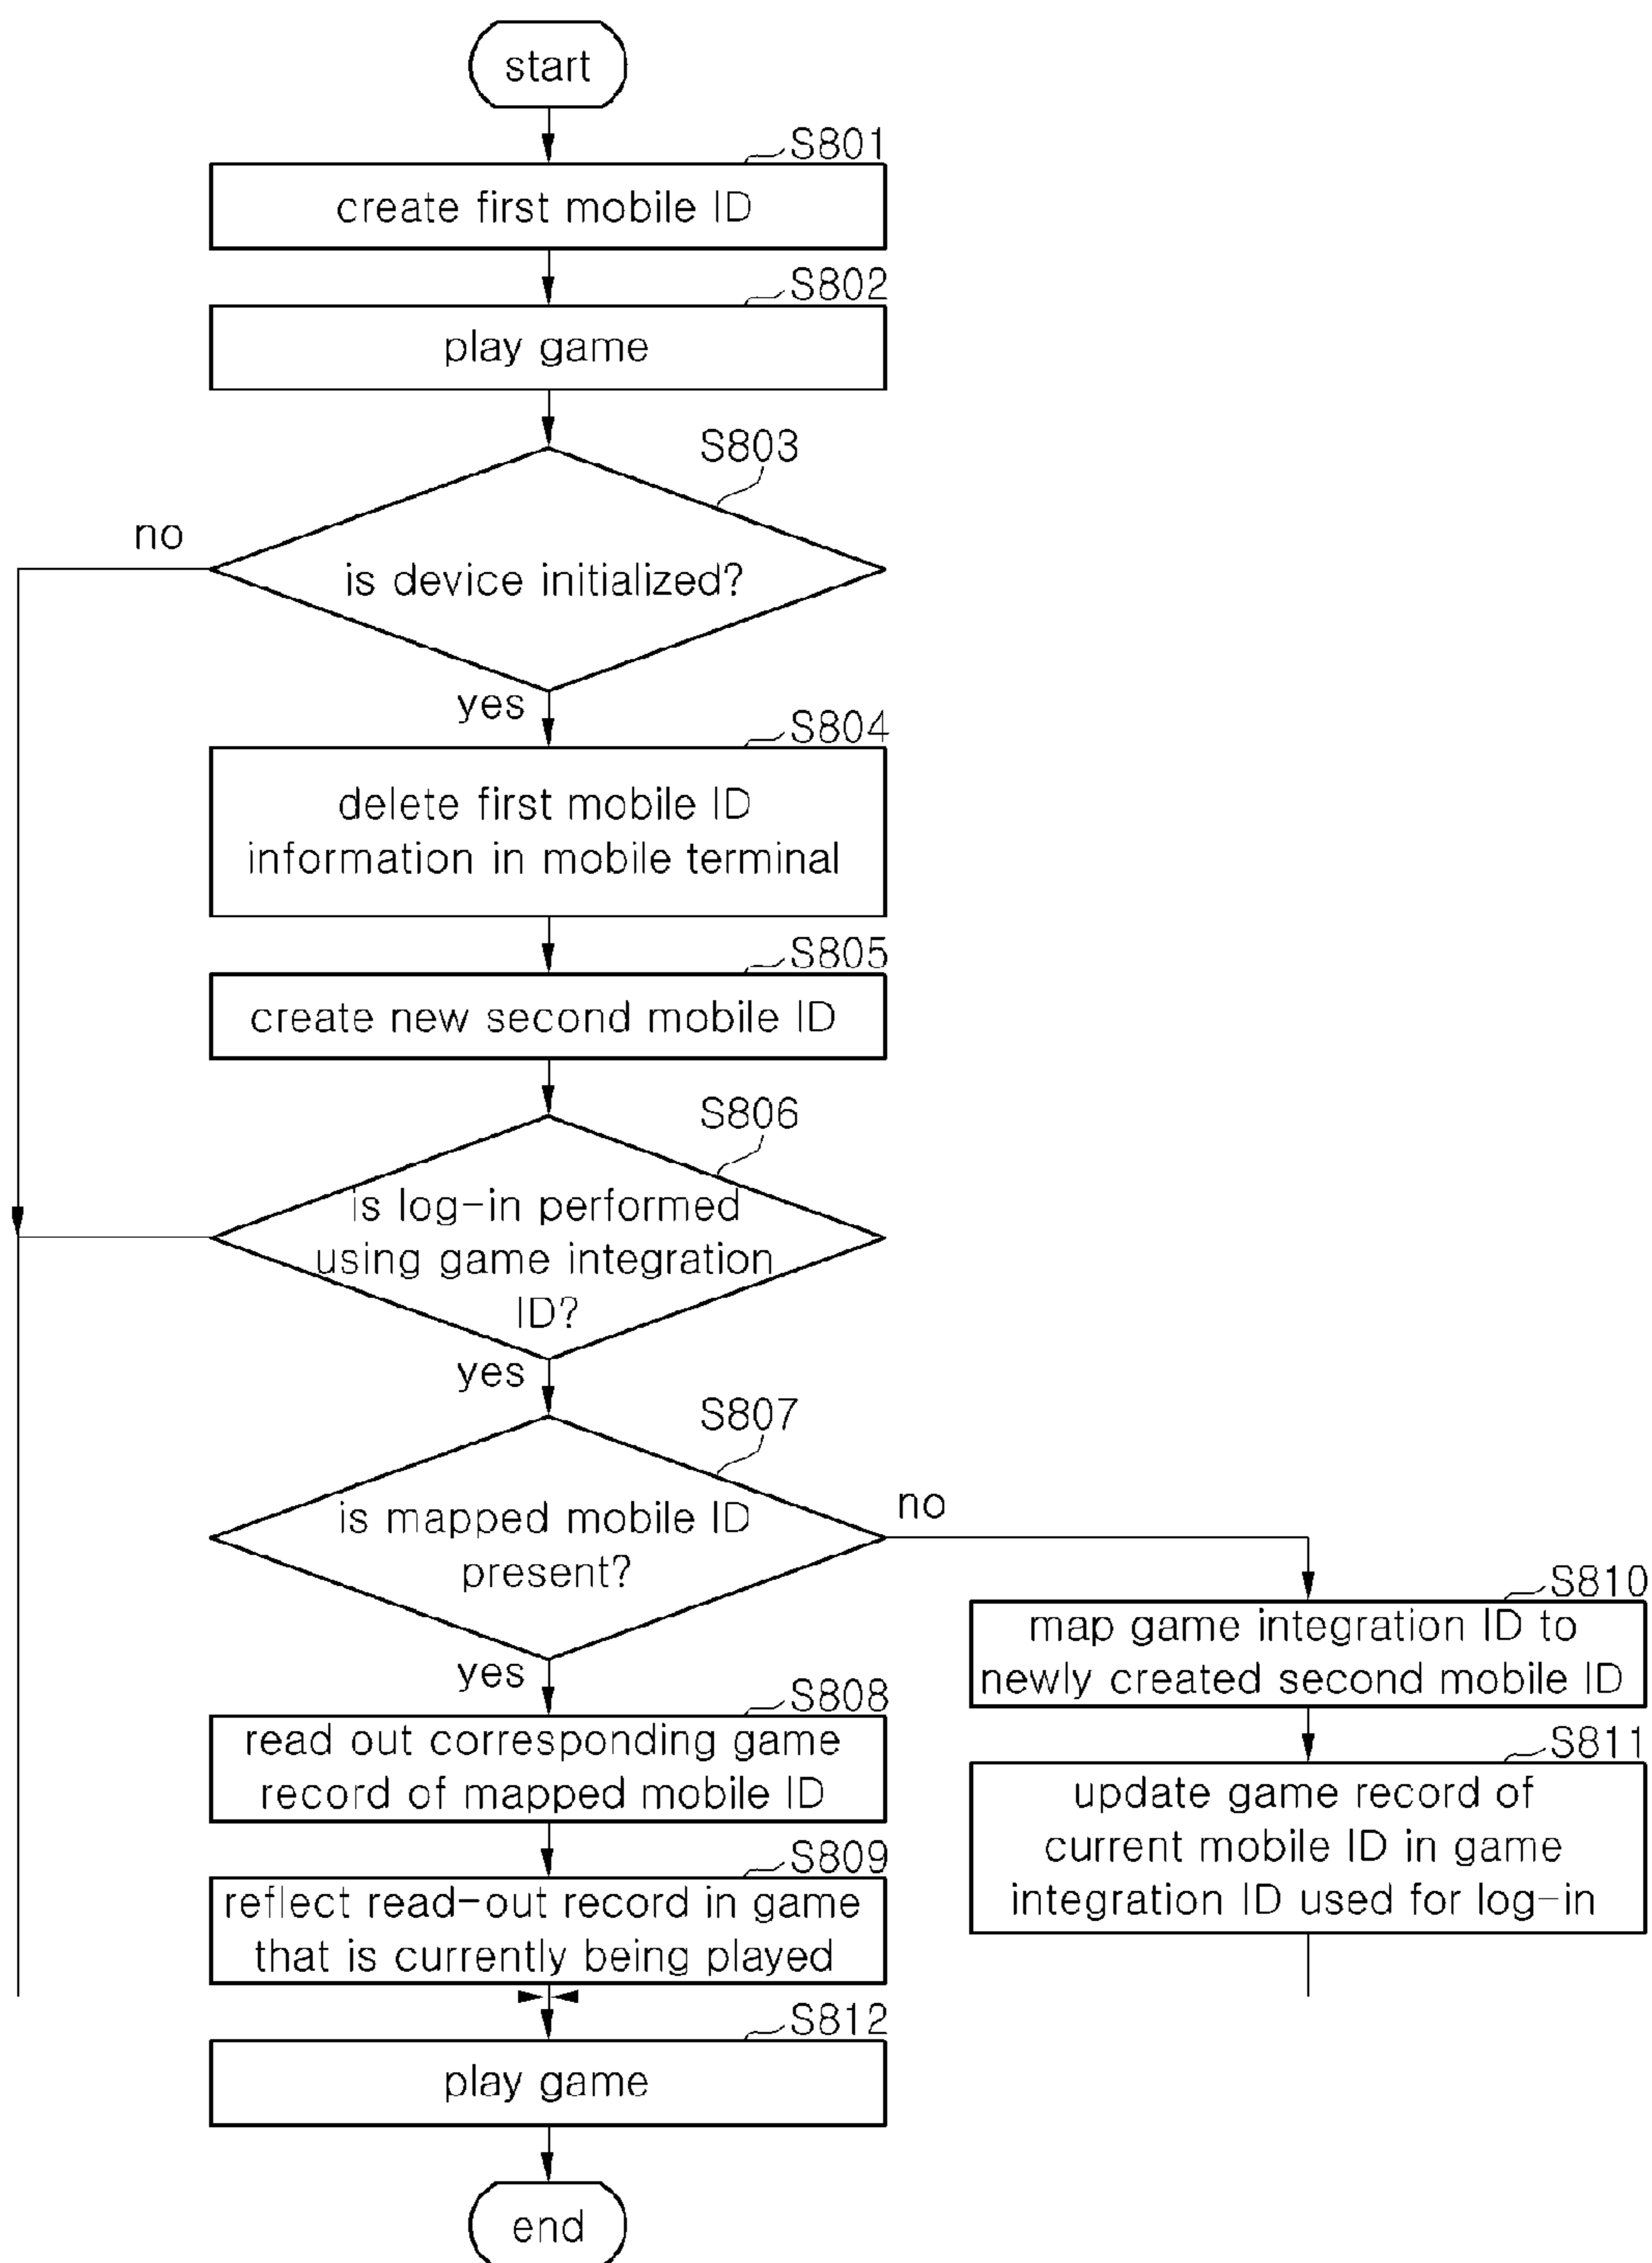 start
S801
create first mobile ID
S802
play game
S803
no
is device initialized?
yes
S804
delete first mobile ID
information in mobile terminal
S805
create new second mobile ID
S806
is log-in performed
using game integration
ID?
yes
S807
no
is mapped mobile ID
present?
yes
S808
read out corresponding game
record of mapped mobile ID
S809
reflect read-out record in game
that is currently being played
S810
map game integration ID to
newly created second mobile ID
S811
update game record of
current mobile ID in game
integration ID used for log-in
S812
play game
end